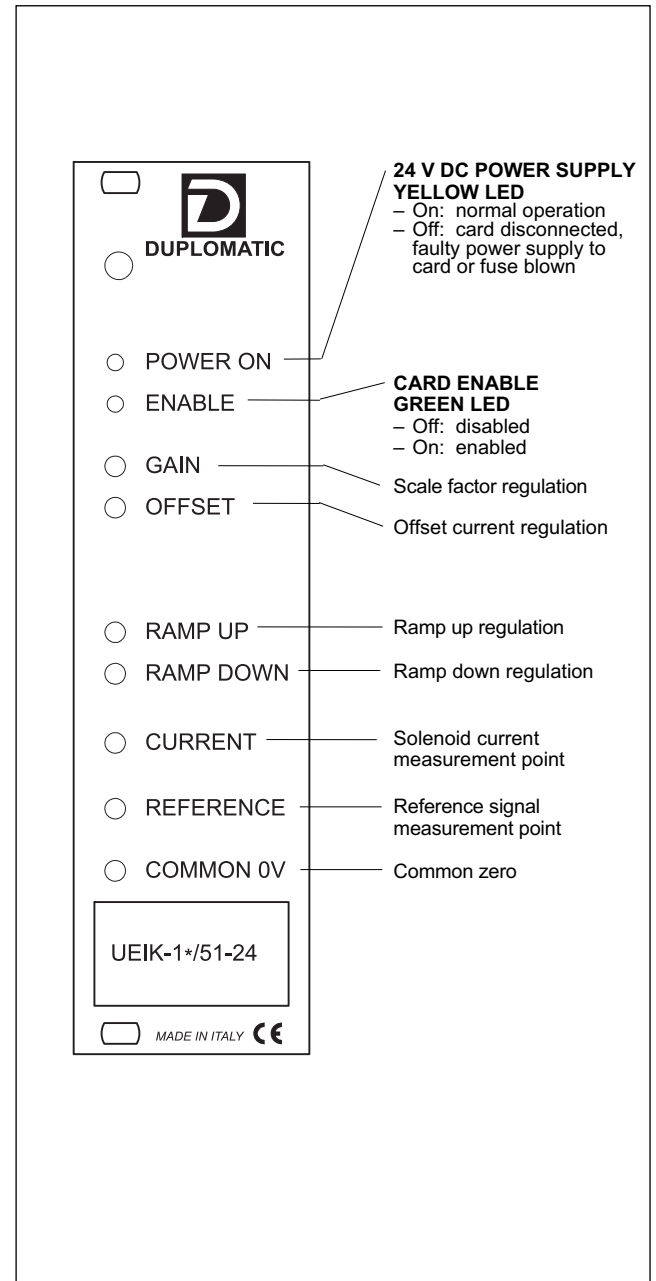 24 V DC POWER SUPPLY
YELLOW LED
– On: normal operation
– Off: card disconnected,
faulty power supply to
card or fuse blown
D
DUPLOMATIC
POWER ON
ENABLE
CARD ENABLE
GREEN LED
– Off: disabled
– On: enabled
GAIN
Scale factor regulation
OFFSET
Offset current regulation
RAMP UP
Ramp up regulation
RAMP DOWN
Ramp down regulation
CURRENT
Solenoid current
measurement point
REFERENCE
Reference signal
measurement point
COMMON 0V
Common zero
UEIK-1*/51-24
MADE IN ITALY CE